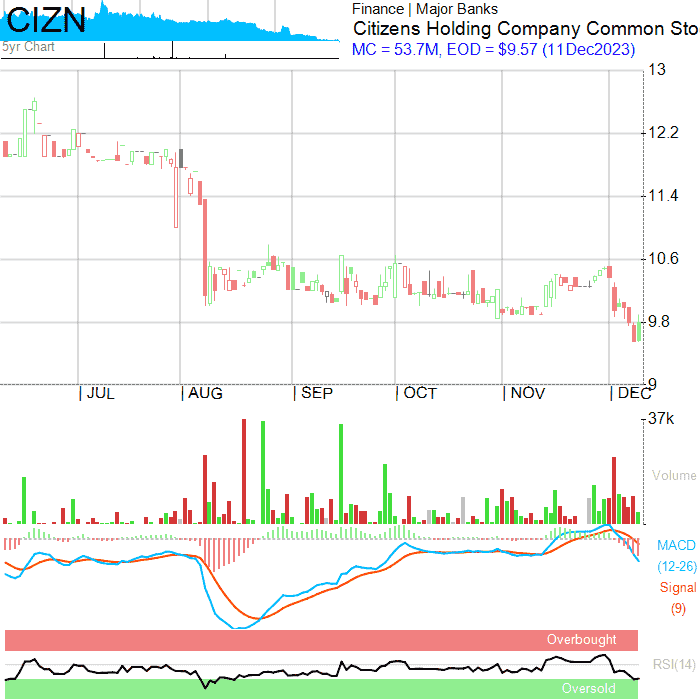 CIZN
5yr Chart
Finance | Major Banks
Citizens Holding Company Common Sto
MC = 53.7M, EOD = $9.57 (11Dec2023)
13
12.2
11.4
10.6
9.8
9
JUL AUG SEP OCT NOV DEC
37k
Volume
MACD
(12-26)
Signal
(9)
Overbought
RSI(14)
Oversold